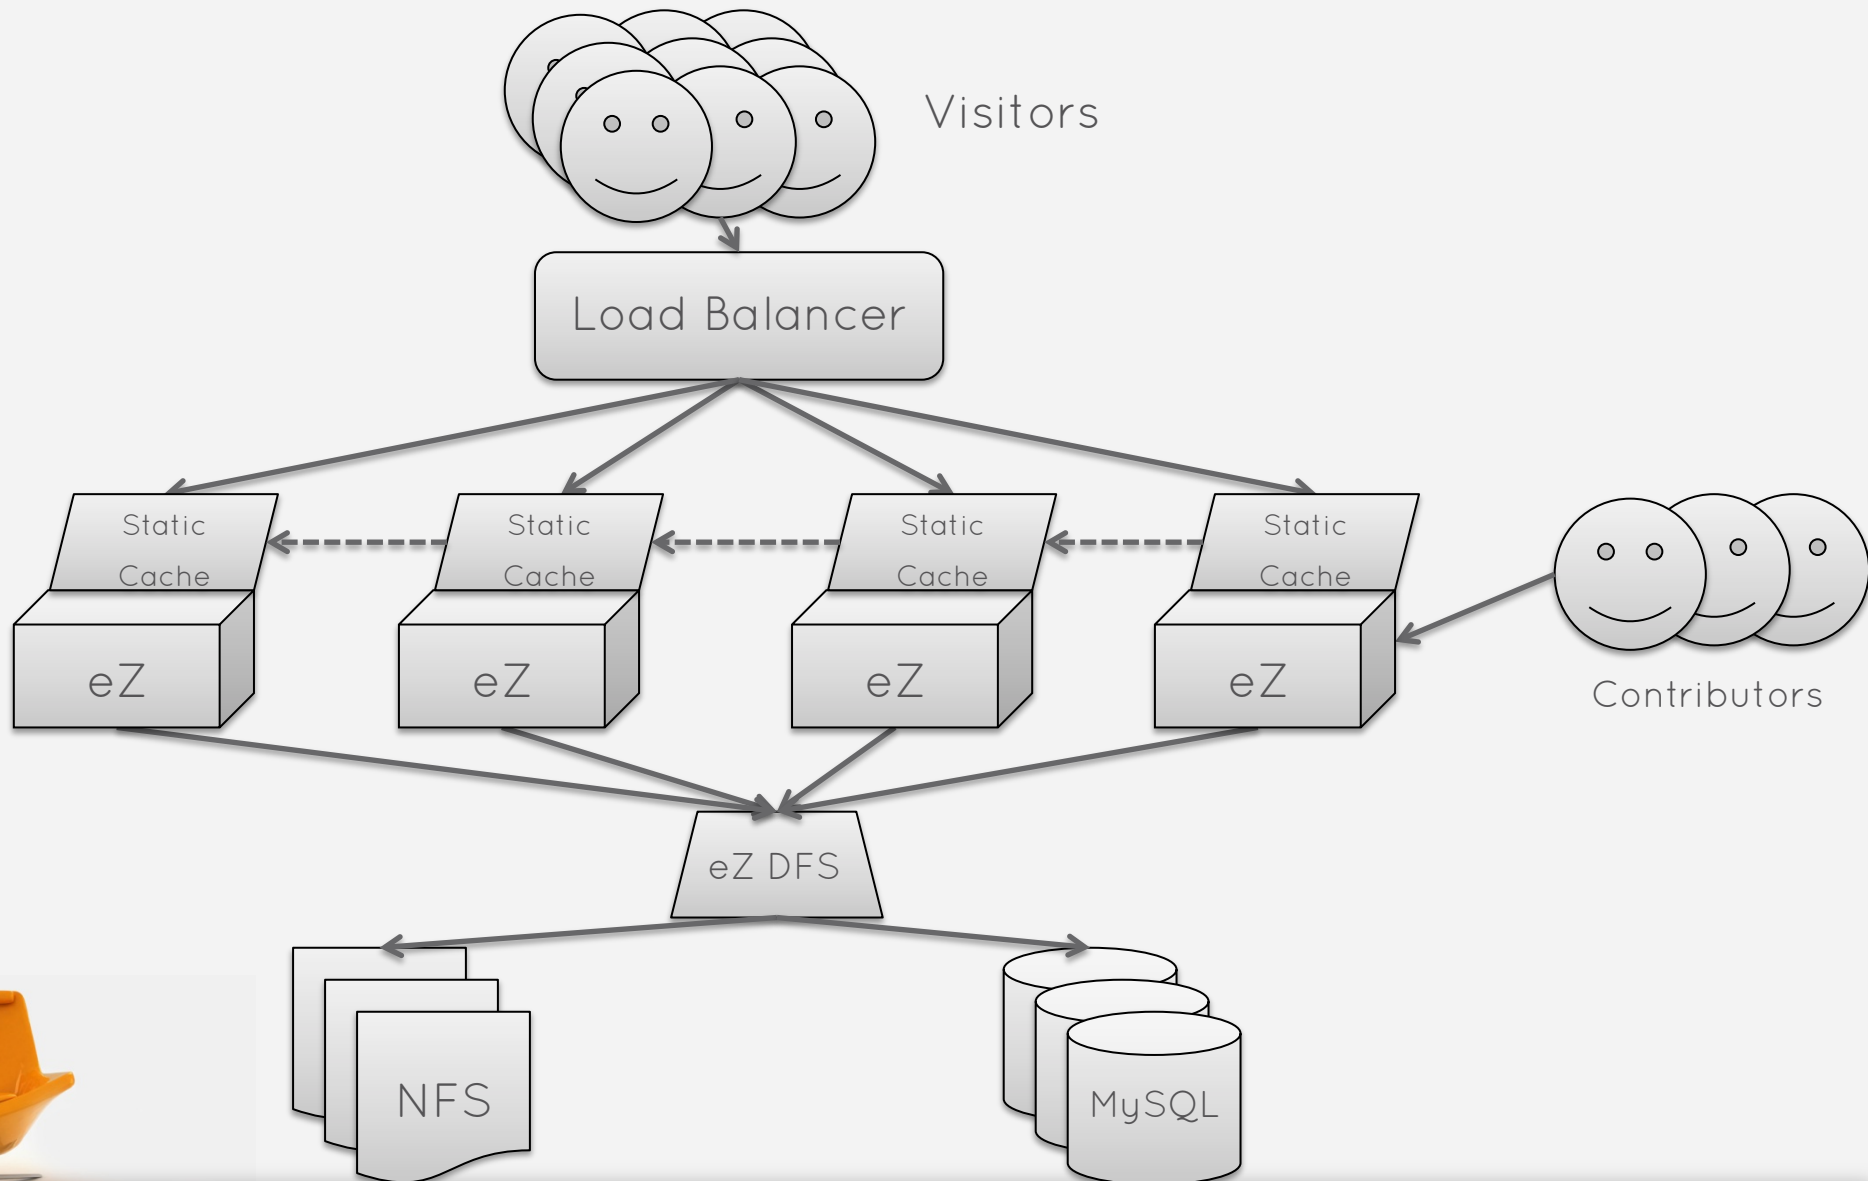 Visitors
Load Balancer
Static
Cache
Static
Cache
Static
Cache
Static
Cache
eZ
eZ
eZ
eZ
Contributors
eZ DFS
NFS
MySQL